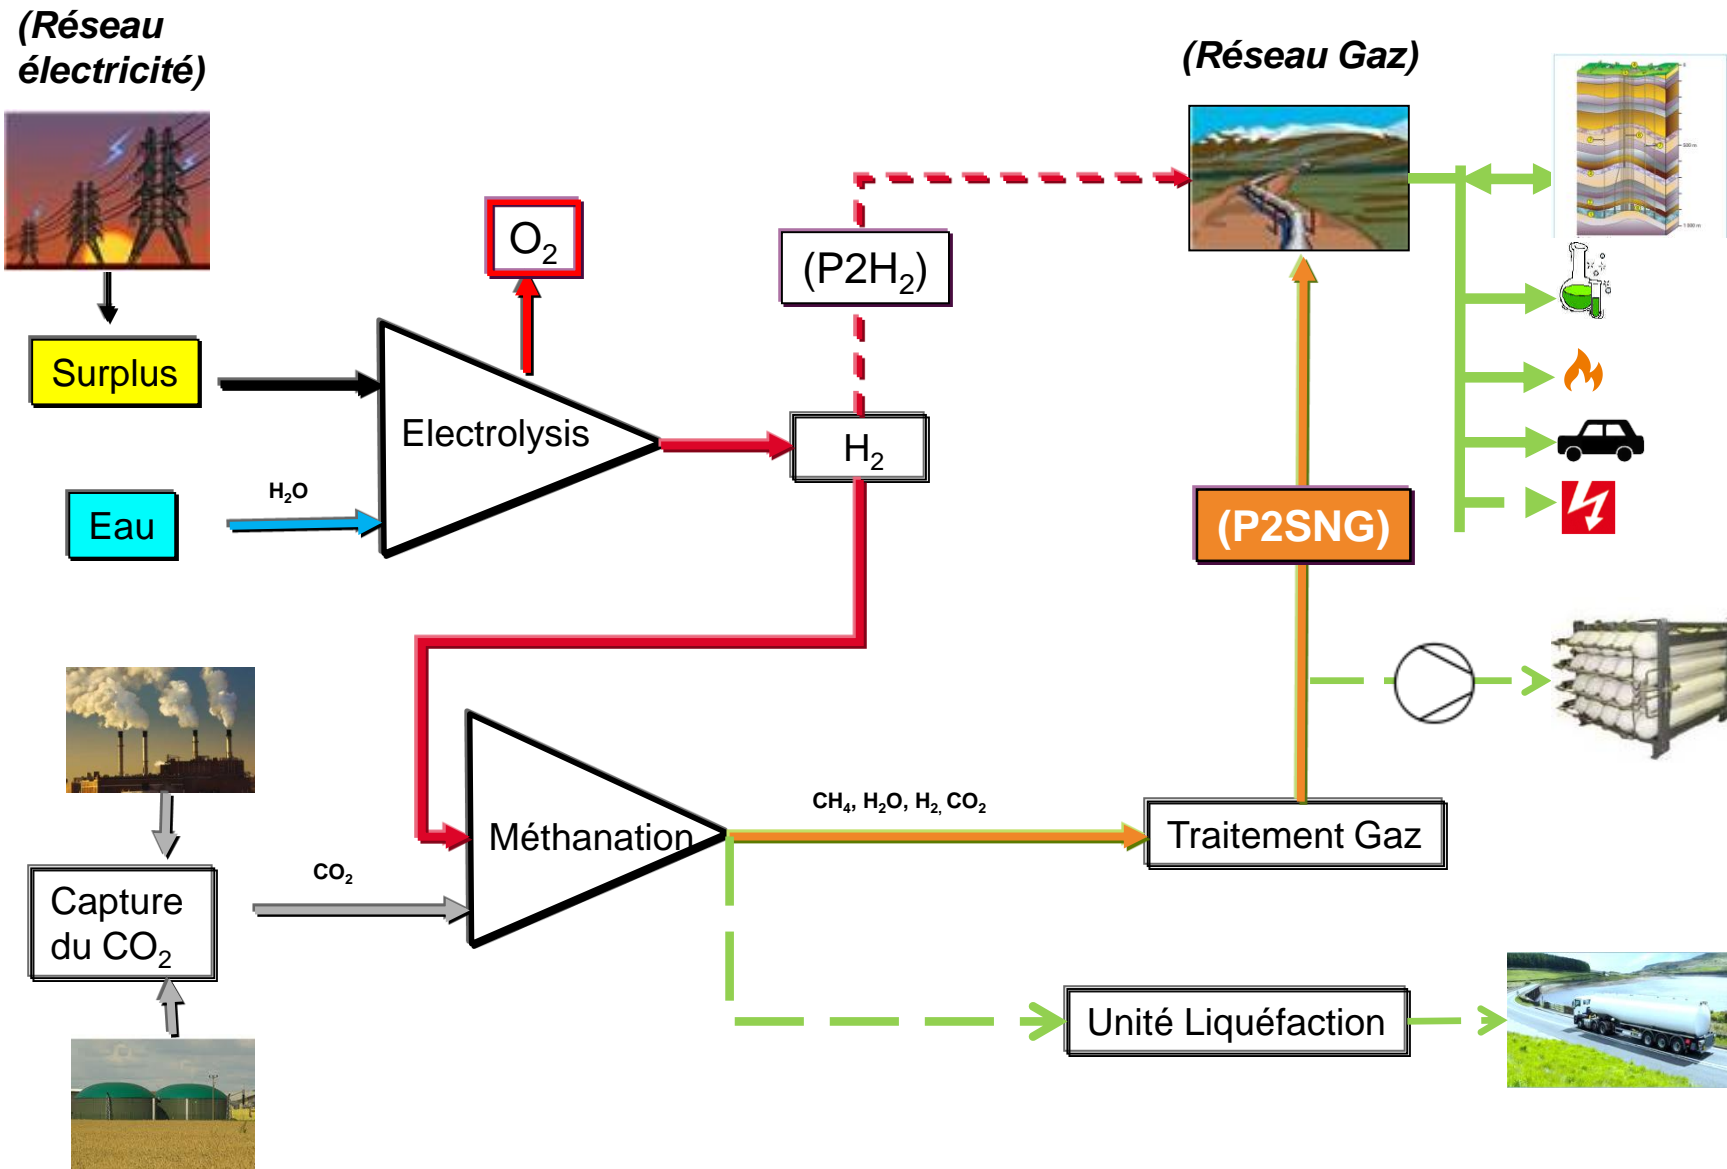 (Réseau
électricité)
(Réseau Gaz)
O₂
(P2H₂)
Surplus
Electrolysis
H₂
H₂O
Eau
(P2SNG)
CH₄, H₂O, H₂, CO₂
Méthanation
Traitement Gaz
CO₂
Capture
du CO₂
Unité Liquéfaction